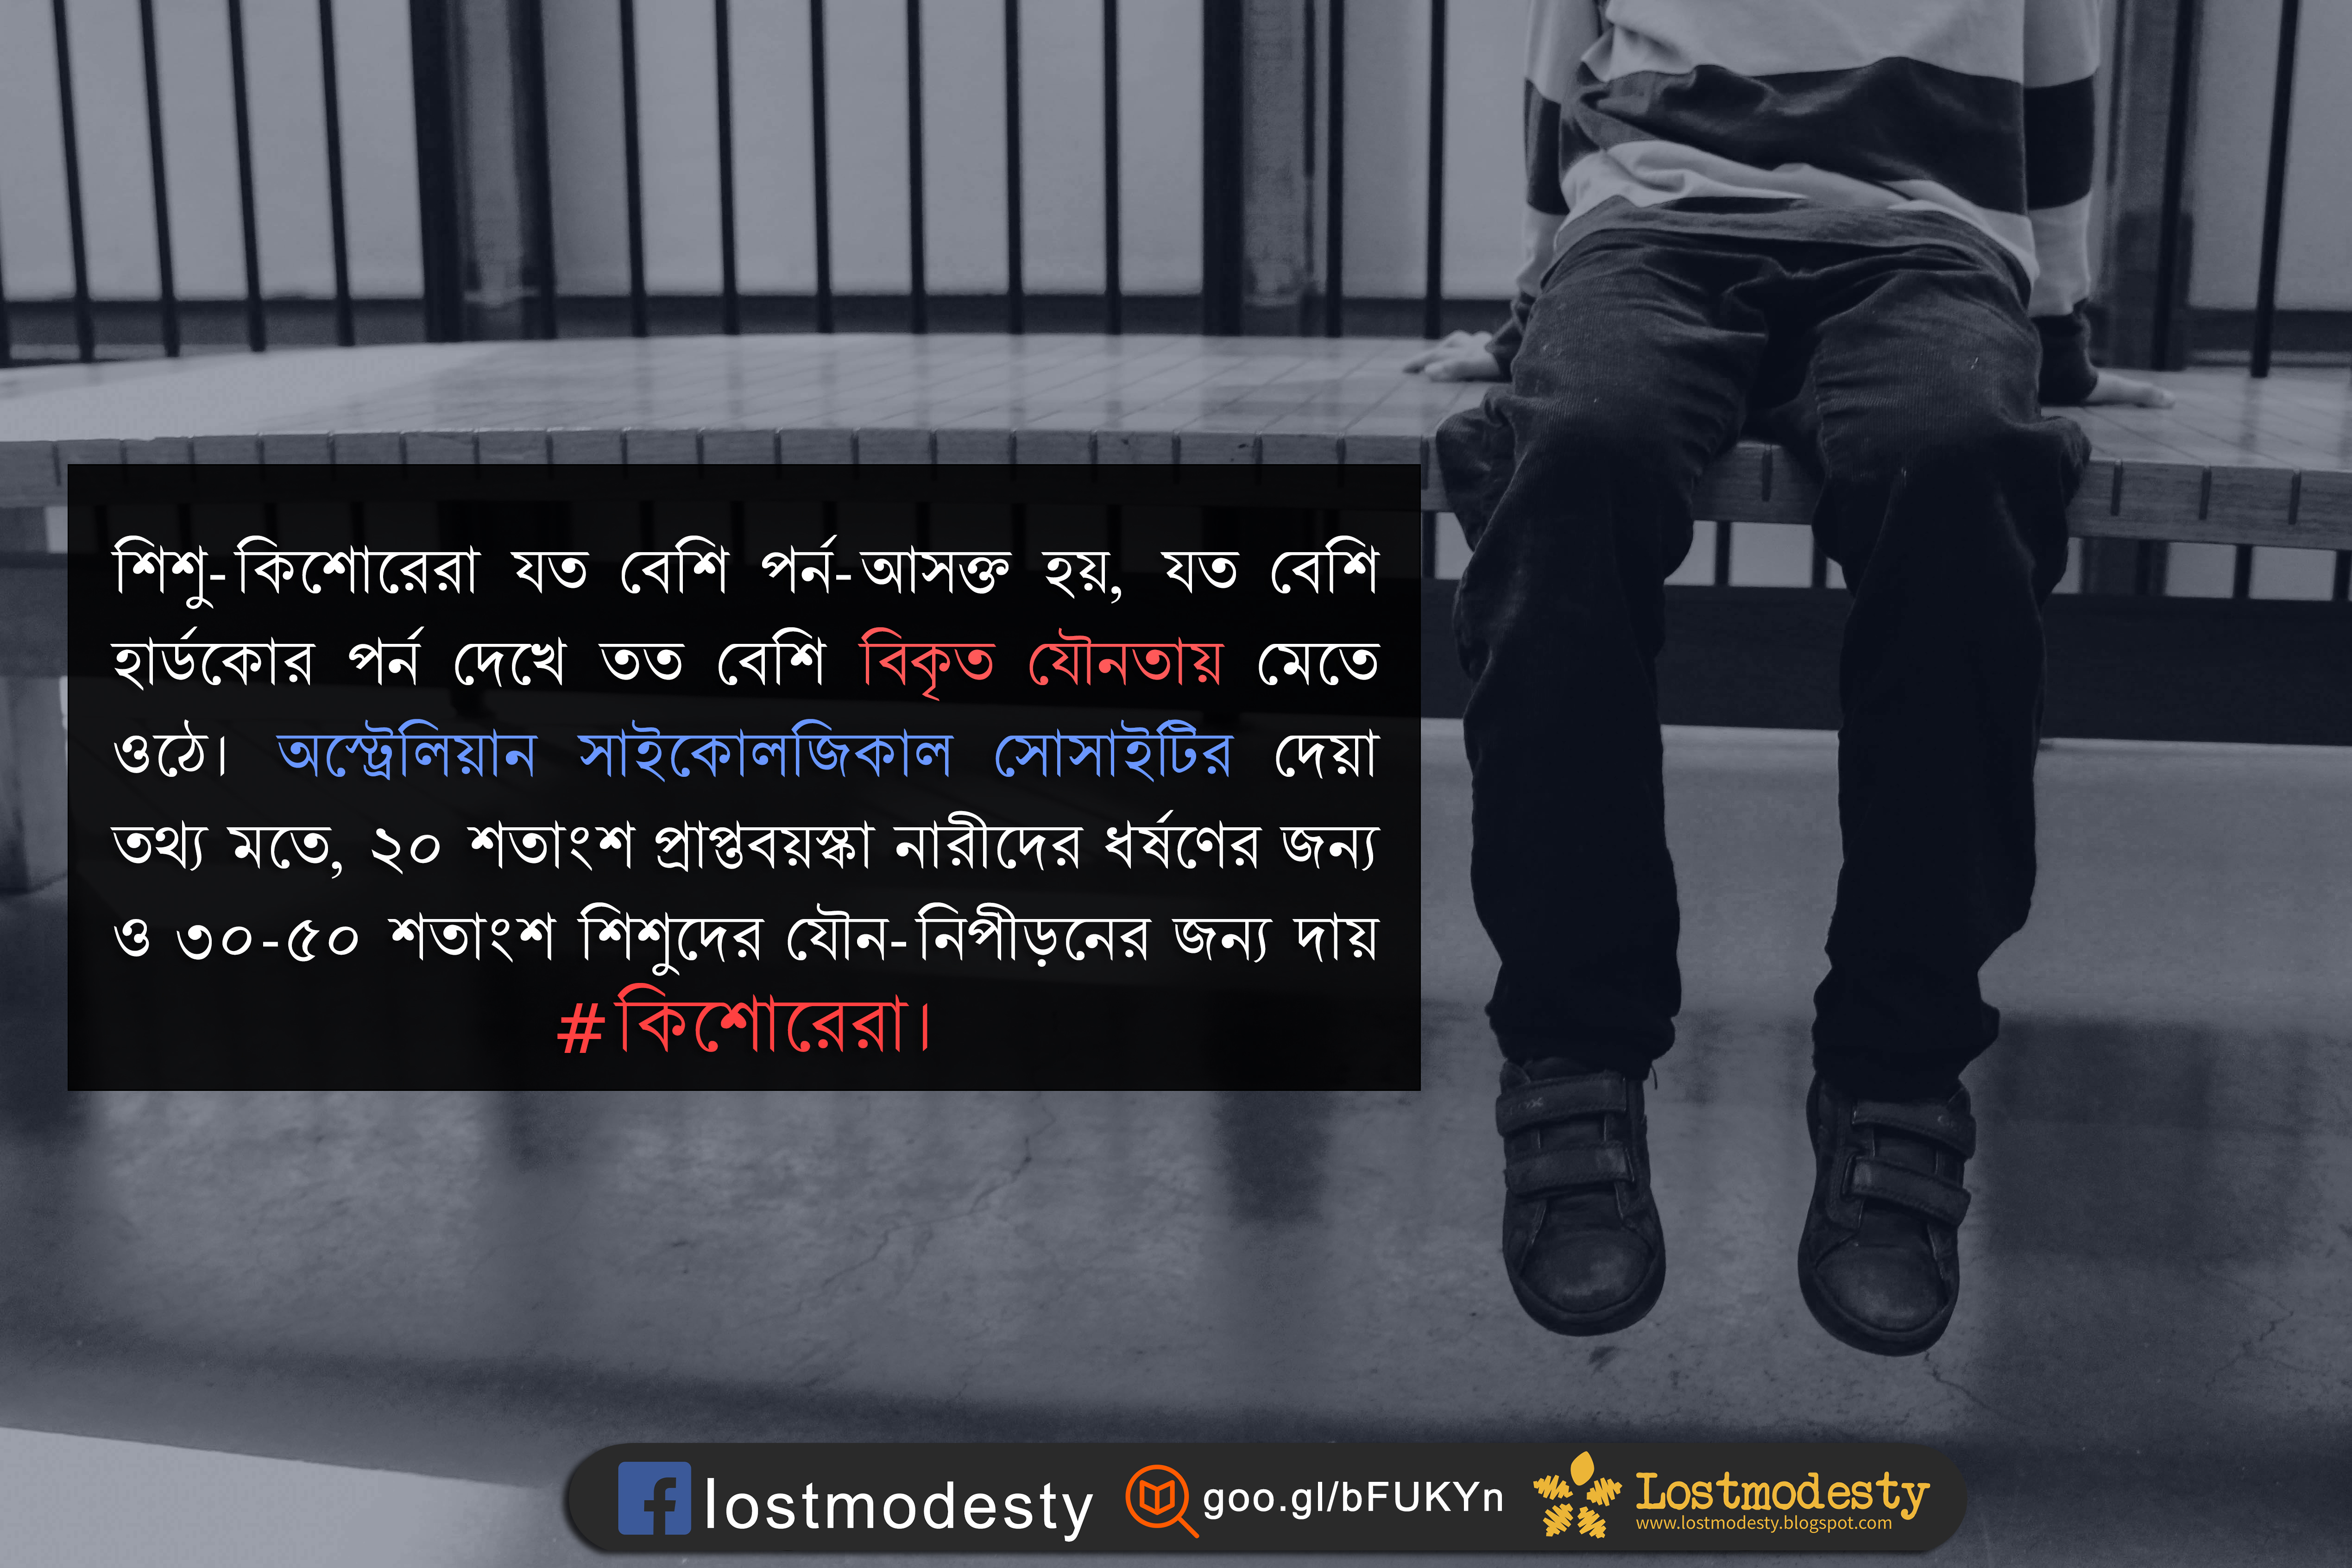 শিশু-কিশোরেরা যত বেশি পর্ন-আসক্ত হয়, যত বেশি
হার্ডকোর পর্ন দেখে তত বেশি বিকৃত যৌনতায় মেতে
ওঠে। অস্ট্রেলিয়ান সাইকোলজিকাল সোসাইটির দেয়া
তথ্য মতে, ২০ শতাংশ প্রাপ্তবয়স্কা নারীদের ধর্ষণের জন্য
ও ৩০-৫০ শতাংশ শিশুদের যৌন-নিপীড়নের জন্য দায়
#কিশোরেরা।
lostmodesty goo.gl/bFUKYn Lostmodesty
www.lostmodesty.blogspot.com